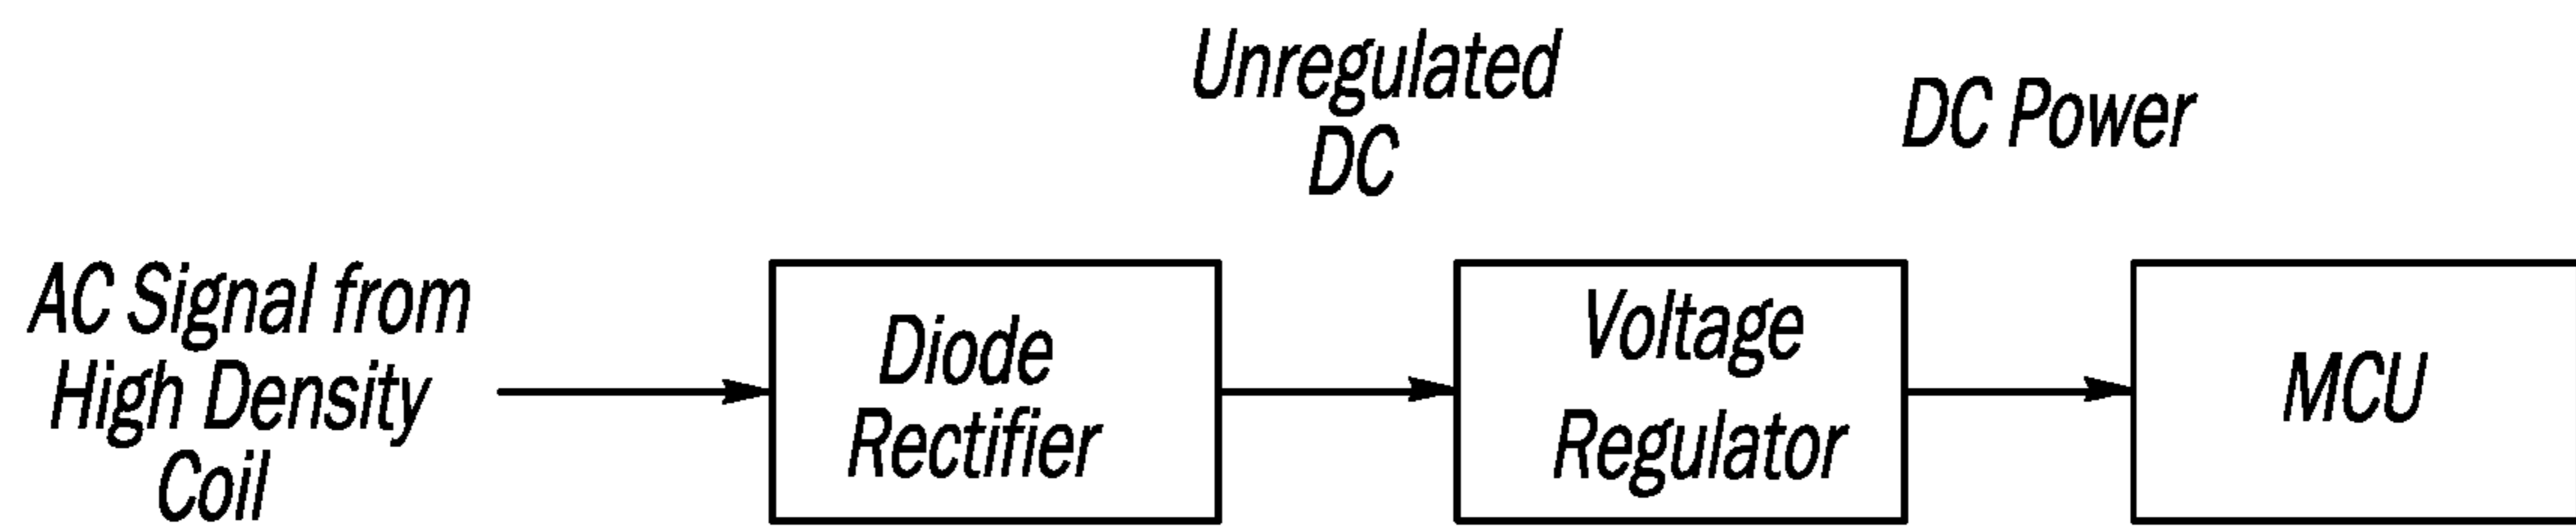 Unregulated
DC
DC Power
AC Signal from
High Density
Coil
Diode
Rectifier
Voltage
Regulator
MCU